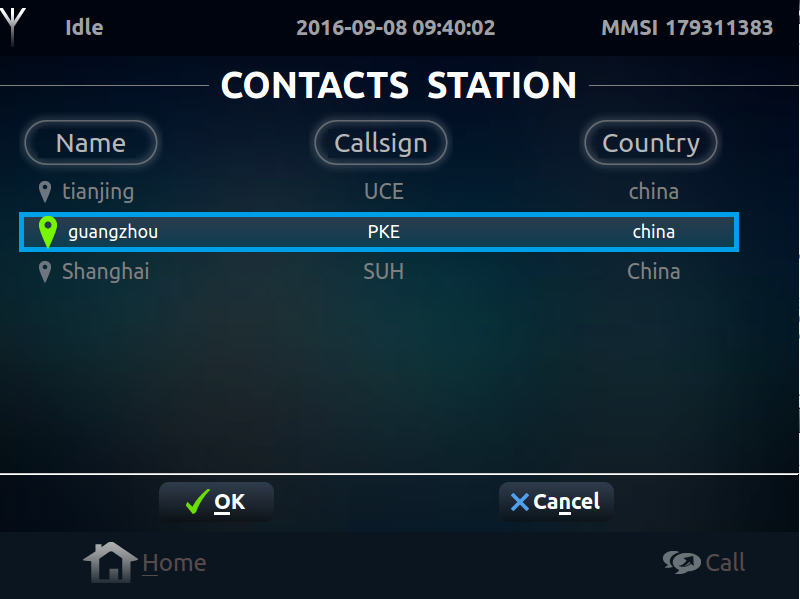 Idle 2016-09-08 09:40:02 MMSI 179311383
CONTACTS STATION
Name Callsign Country
tianjing UCE china
guangzhou PKE china
Shanghai SUH China
OK Cancel
Home Call